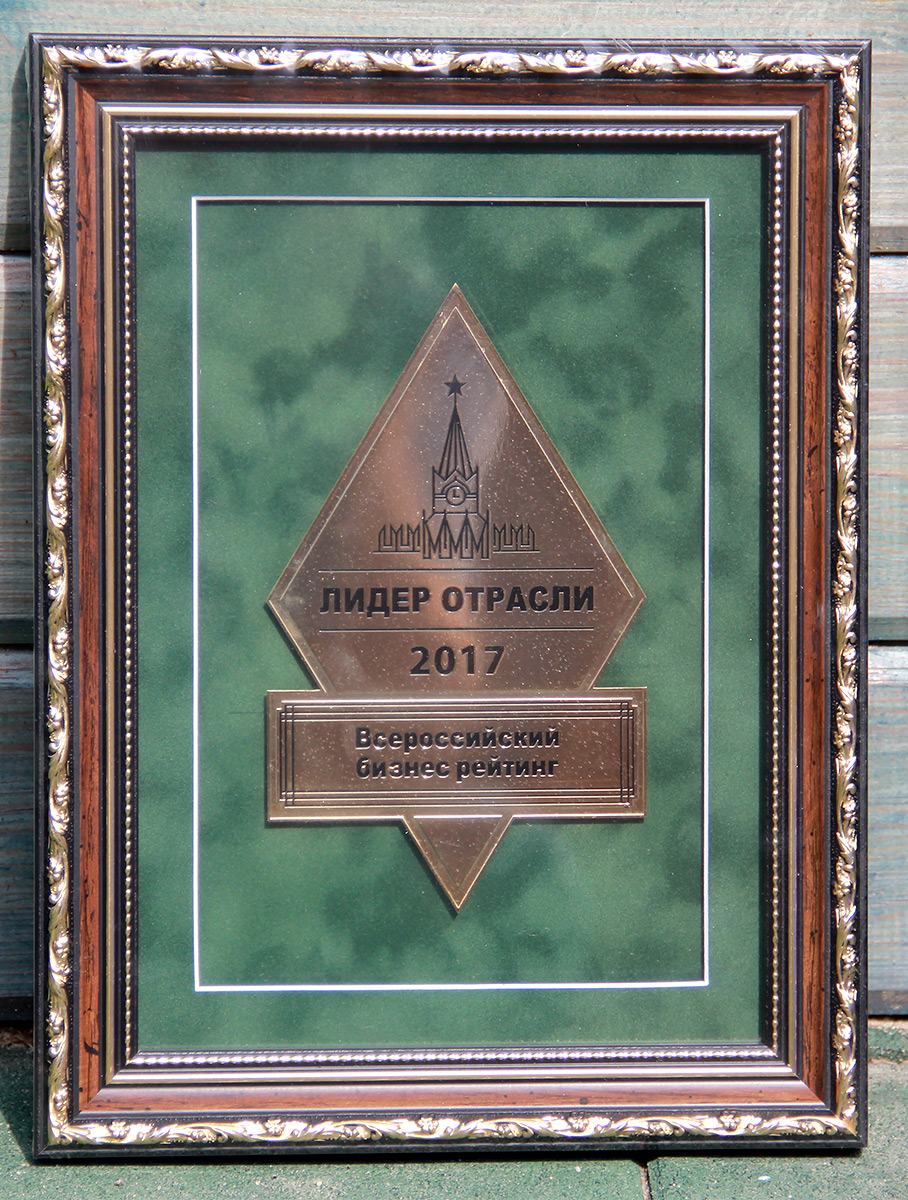 ЛИДЕР ОТРАСЛИ
2017
Всероссийский
бизнес рейтинг